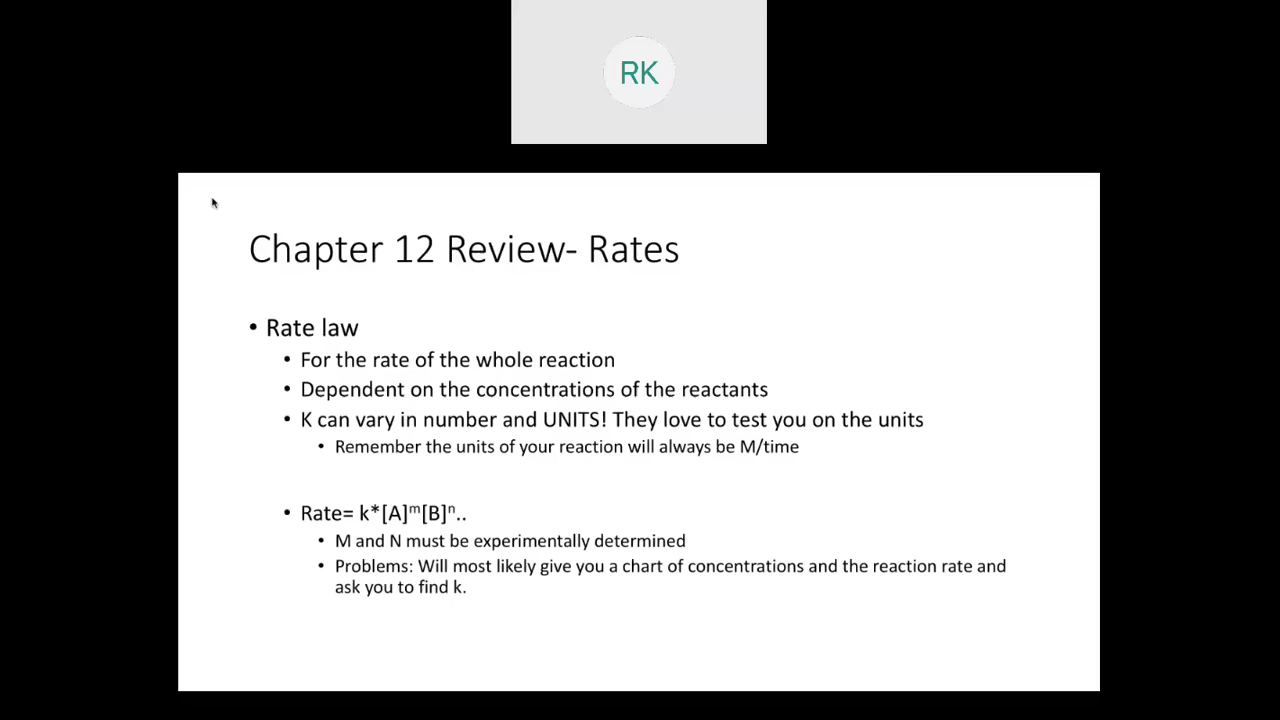 RK
Chapter 12 Review- Rates
• Rate law
• For the rate of the whole reaction
• Dependent on the concentrations of the reactants
• K can vary in number and UNITS! They love to test you on the units
• Remember the units of your reaction will always be M/time
• Rate= k*[A]ᵐ[B]ⁿ..
• M and N must be experimentally determined
• Problems: Will most likely give you a chart of concentrations and the reaction rate and
ask you to find k.